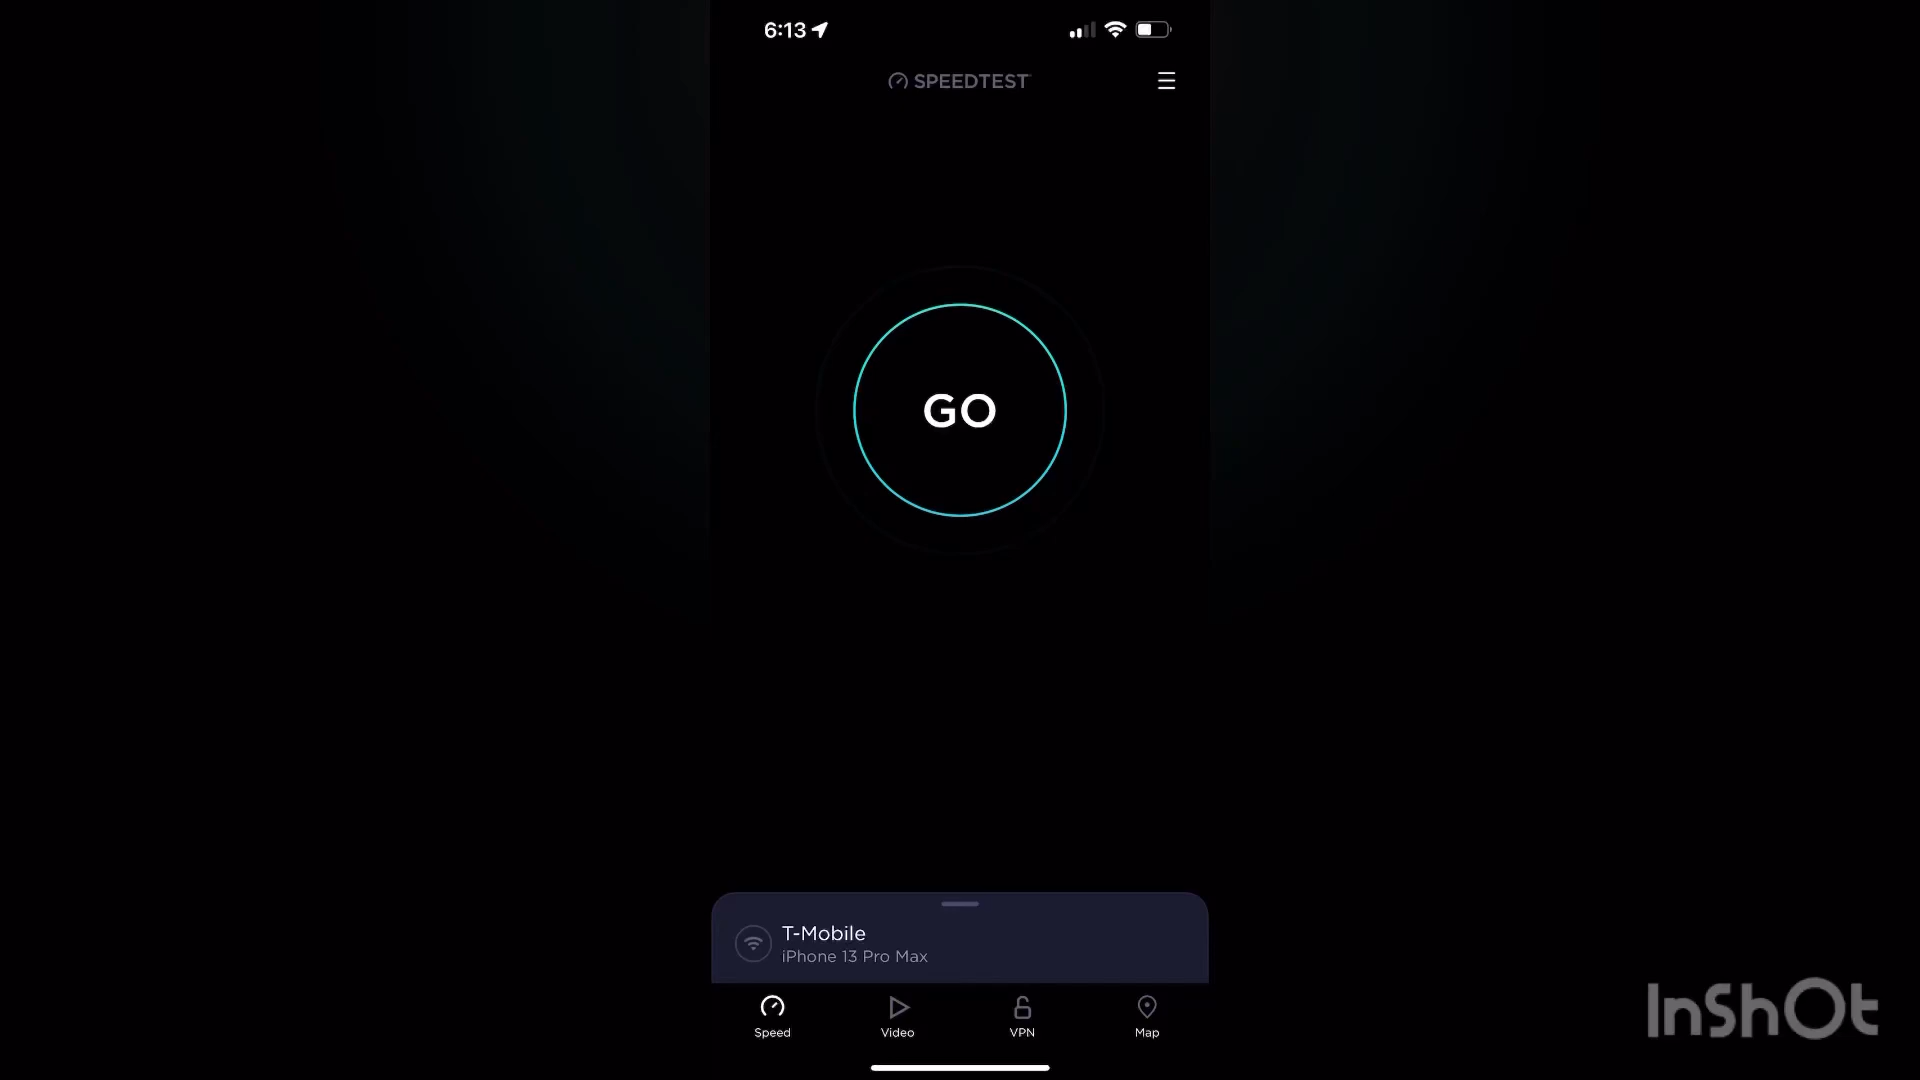 6:13
SPEEDTEST
GO
T-Mobile
iPhone 13 Pro Max
Speed
Video
VPN
Map
InShOt